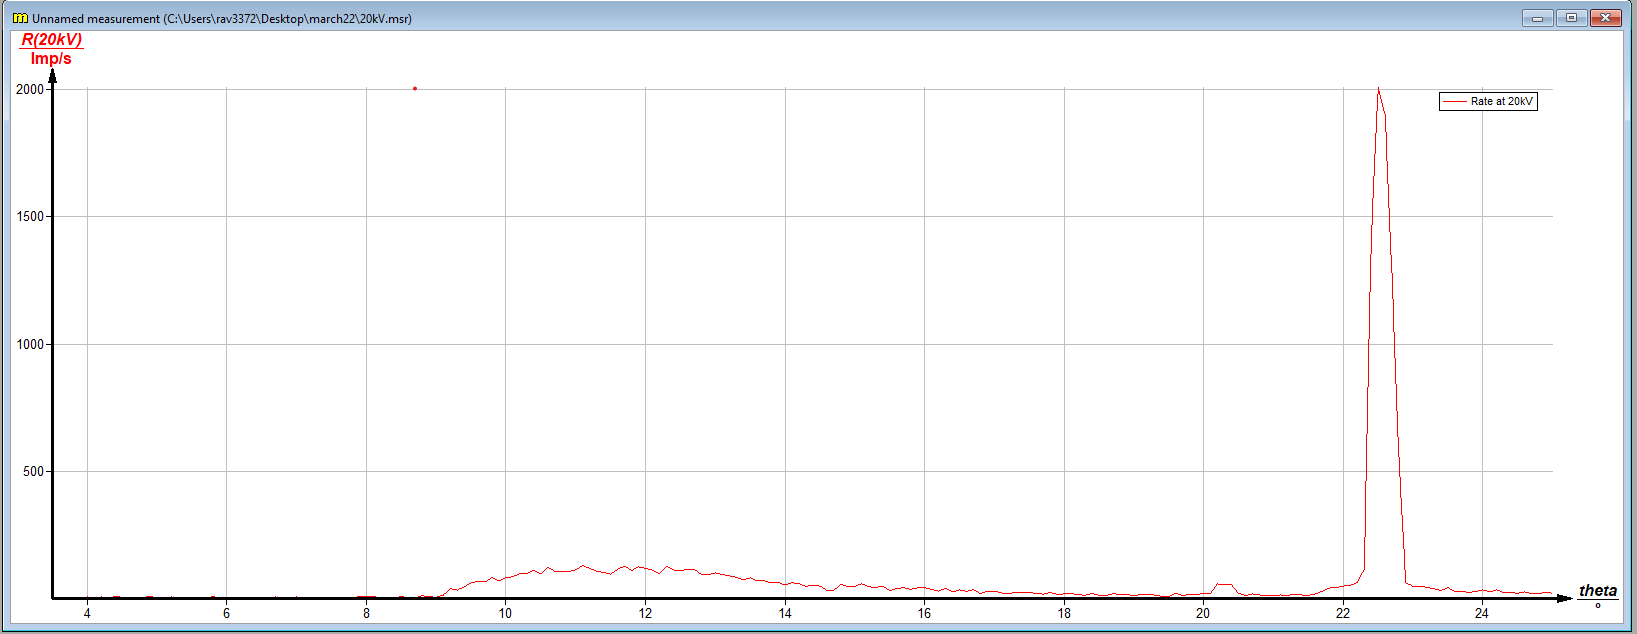 Unnamed measurement (C:\Users\rav3372\Desktop\march22\20kV.msr)
R(20kV)
Imp/s
2000
Rate at 20kV
1500
1000
500
theta
°
4 6 8 10 12 14 16 18 20 22 24